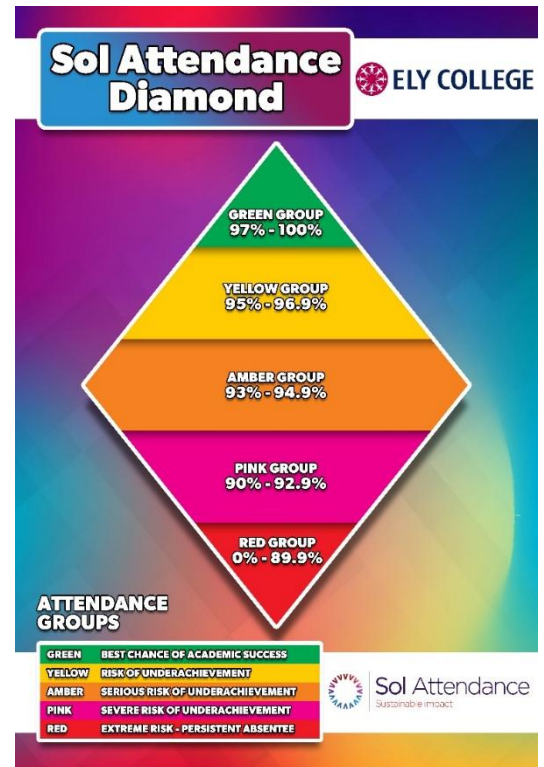 Sol Attendance
Diamond
ELY COLLEGE
GREEN GROUP
97% - 100%
YELLOW GROUP
95% - 96.9%
AMBER GROUP
93% - 94.9%
PINK GROUP
90% - 92.9%
RED GROUP
0% - 89.9%
ATTENDANCE
GROUPS
GREEN BEST CHANCE OF ACADEMIC SUCCESS
YELLOW RISK OF UNDERACHIEVEMENT
AMBER SERIOUS RISK OF UNDERACHIEVEMENT
PINK SEVERE RISK OF UNDERACHIEVEMENT
RED EXTREME RISK - PERSISTENT ABSENTEE
Sol Attendance
Sustainable impact